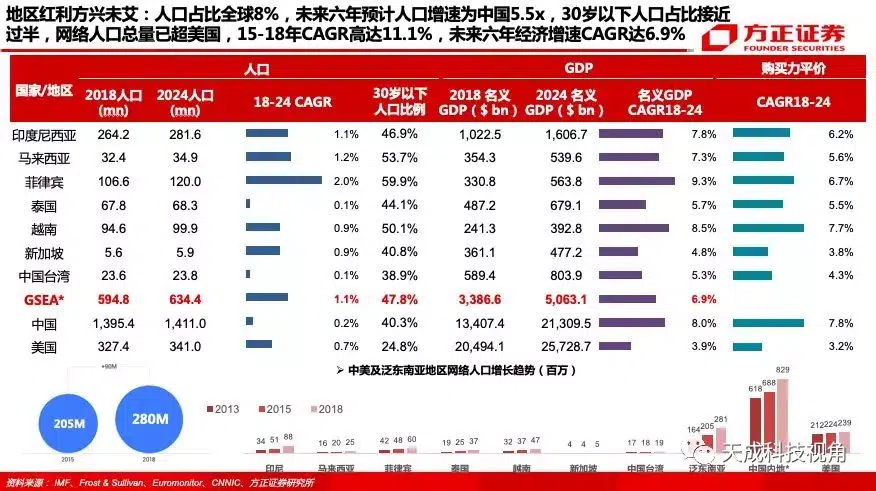 地区红利方兴未艾：人口占比全球8%，未来六年预计人口增速为中国5.5x，30岁以下人口占比接近
过半，网络人口总量已超美国，15-18年CAGR高达11.1%，未来六年经济增速CAGR达6.9%
方正证券
FOUNDER SECURITIES
国家/地区 人口 GDP 购买力平价
2018人口(mn) 2024人口(mn) 18-24 CAGR 30岁以下人口比例 2018 名义GDP（$ bn） 2024 名义GDP（$ bn） 名义GDP CAGR18-24 CAGR18-24
印度尼西亚 264.2 281.6 1.1% 46.9% 1,022.5 1,606.7 7.8% 6.2%
马来西亚 32.4 34.9 1.2% 53.7% 354.3 539.6 7.3% 5.6%
菲律宾 106.6 120.0 2.0% 59.9% 330.8 563.8 9.3% 6.7%
泰国 67.8 68.3 0.1% 44.1% 487.2 679.1 5.7% 5.5%
越南 94.6 99.9 0.9% 50.1% 241.3 392.8 8.5% 7.7%
新加坡 5.6 5.9 0.9% 40.8% 361.1 477.2 4.8% 3.8%
中国台湾 23.6 23.8 0.1% 38.9% 589.4 803.9 5.3% 4.3%
GSEA* 594.8 634.4 1.1% 47.8% 3,386.6 5,063.1 6.9%
中国 1,395.4 1,411.0 0.2% 40.3% 13,407.4 21,309.5 8.0% 7.8%
美国 327.4 341.0 0.7% 24.8% 20,494.1 25,728.7 3.9% 3.2%
+90M
205M 280M
2015 2018
➤ 中美及泛东南亚地区网络人口增长趋势（百万）
2013 2015 2018
34 51 88 16 20 25 42 48 60 19 25 37 32 37 47 4 4 5 17 18 19 164 205 281 618 688 829 212 224 239
印尼 马来西亚 菲律宾 泰国 越南 新加坡 中国台湾 泛东南亚 中国内地* 美国
天成科技视角
资料来源： IMF、Frost & Sullivan、Euromonitor、CNNIC、方正证券研究所